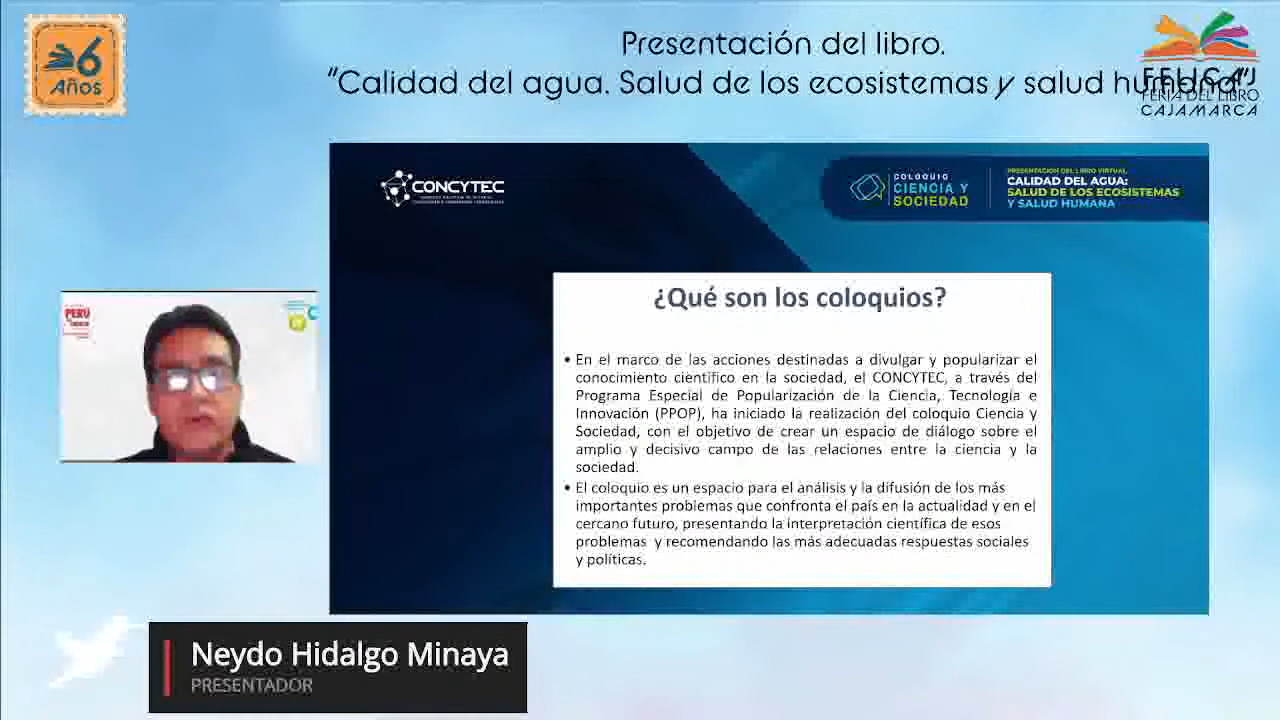 6
Años
Presentación del libro.
"Calidad del agua. Salud de los ecosistemas y salud humana"
FELICAJ
FERIA DEL LIBRO
CAJAMARCA
CONCYTEC
COLOQUIO
CIENCIA Y
SOCIEDAD
PRESENTACIÓN DEL LIBRO VIRTUAL
CALIDAD DEL AGUA:
SALUD DE LOS ECOSISTEMAS
Y SALUD HUMANA
¿Qué son los coloquios?
• En el marco de las acciones destinadas a divulgar y popularizar el
conocimiento científico en la sociedad, el CONCYTEC, a través del
Programa Especial de Popularización de la Ciencia, Tecnología e
Innovación (PPOP), ha iniciado la realización del coloquio Ciencia y
Sociedad, con el objetivo de crear un espacio de diálogo sobre el
amplio y decisivo campo de las relaciones entre la ciencia y la
sociedad.
• El coloquio es un espacio para el análisis y la difusión de los más
importantes problemas que confronta el país en la actualidad y en el
cercano futuro, presentando la interpretación científica de esos
problemas y recomendando las más adecuadas respuestas sociales
y políticas.
PERÚ
Neydo Hidalgo Minaya
PRESENTADOR